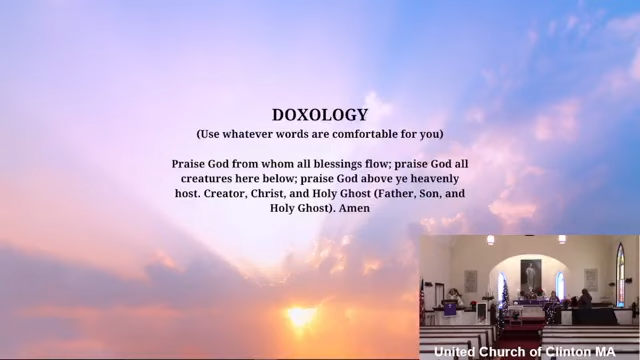 DOXOLOGY
(Use whatever words are comfortable for you)
Praise God from whom all blessings flow; praise God all
creatures here below; praise God above ye heavenly
host. Creator, Christ, and Holy Ghost (Father, Son, and
Holy Ghost). Amen
United Church of Clinton MA